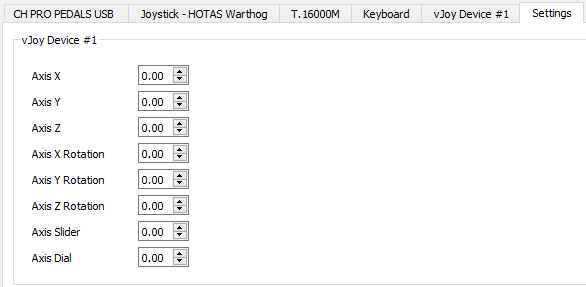 CH PRO PEDALS USB Joystick - HOTAS Warthog T.16000M Keyboard vJoy Device #1 Settings
vJoy Device #1
Axis X 0.00
Axis Y 0.00
Axis Z 0.00
Axis X Rotation 0.00
Axis Y Rotation 0.00
Axis Z Rotation 0.00
Axis Slider 0.00
Axis Dial 0.00